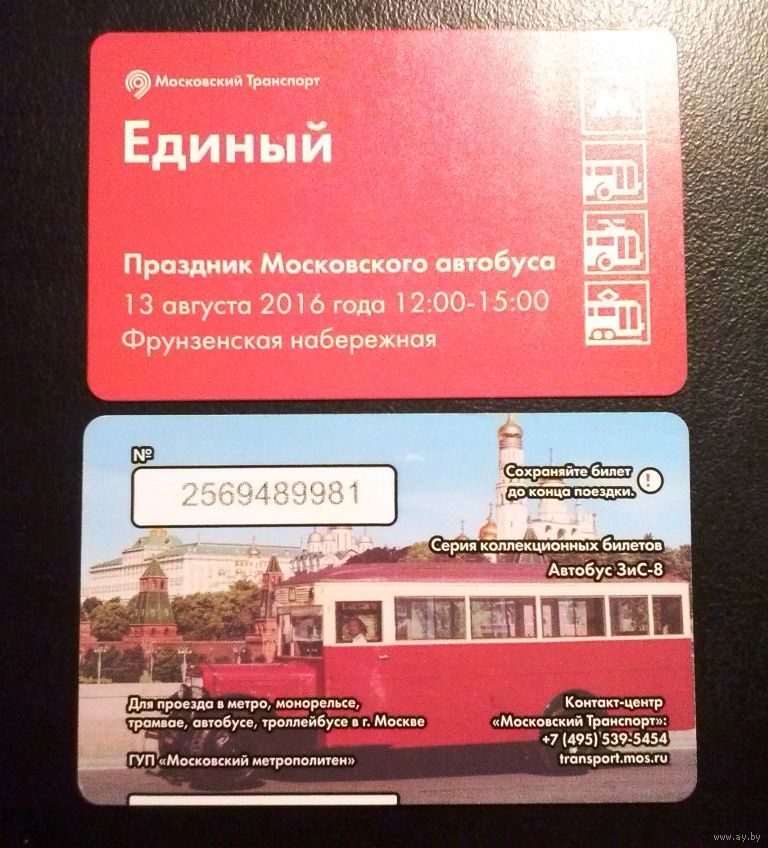 Московский Транспорт
Единый
Праздник Московского автобуса
13 августа 2016 года 12:00-15:00
Фрунзенская набережная
№
2569489981
Сохраняйте билет
до конца поездки.
!
Серия коллекционных билетов
Автобус ЗиС-8
Для проезда в метро, монорельсе,
трамвае, автобусе, троллейбусе в г. Москве
ГУП «Московский метрополитен»
Контакт-центр
«Московский Транспорт»:
+7 (495) 539-5454
transport.mos.ru
www.ay.by